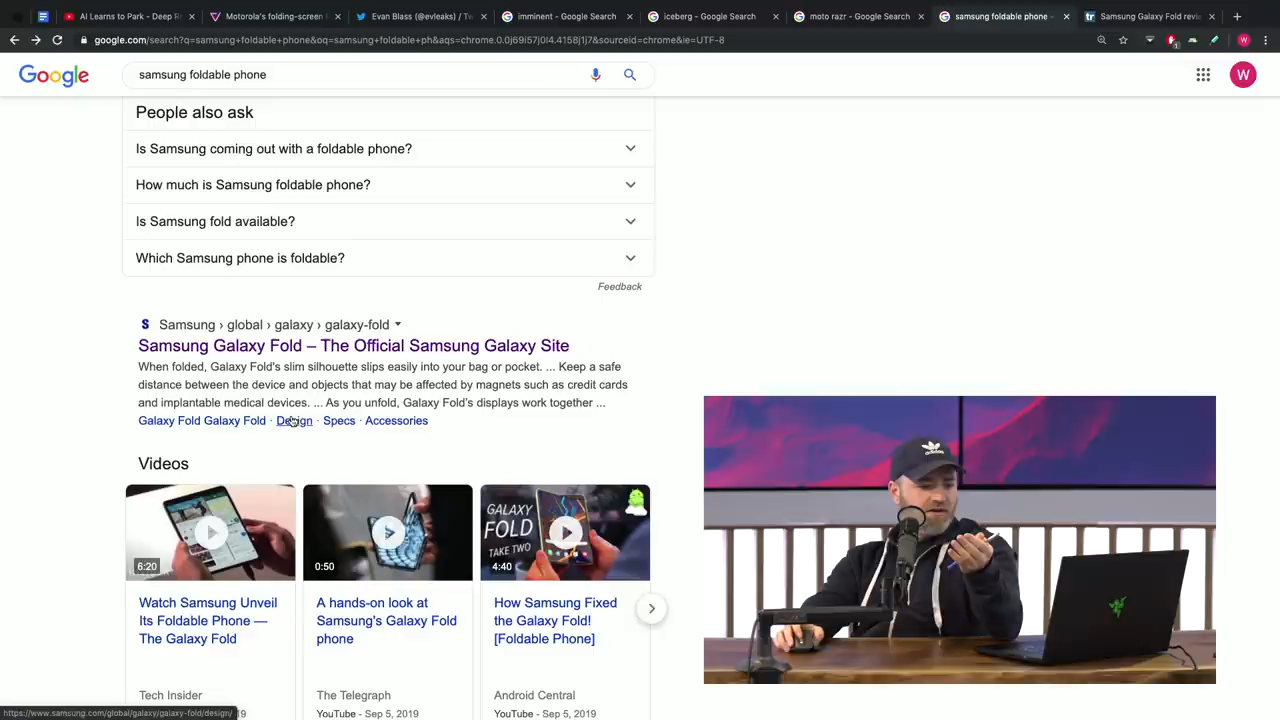 AI Learns to Park - Deep R
Motorola's folding-screen
Evan Blass (@evleaks) / Tw
imminent - Google Search
iceberg - Google Search
moto razr - Google Search
samsung foldable phone -
Samsung Galaxy Fold revi
google.com/search?q=samsung+foldable+phone&oq=samsung+foldable+ph&aqs=chrome.0.0j69i57j0l4.4158j1j7&sourceid=chrome&ie=UTF-8
W
Google
samsung foldable phone
W
People also ask
Is Samsung coming out with a foldable phone?
How much is Samsung foldable phone?
Is Samsung fold available?
Which Samsung phone is foldable?
Feedback
S Samsung › global › galaxy › galaxy-fold
Samsung Galaxy Fold – The Official Samsung Galaxy Site
When folded, Galaxy Fold's slim silhouette slips easily into your bag or pocket. ... Keep a safe
distance between the device and objects that may be affected by magnets such as credit cards
and implantable medical devices. ... As you unfold, Galaxy Fold's displays work together ...
Galaxy Fold Galaxy Fold · Design · Specs · Accessories
Videos
6:20
0:50
GALAXY
FOLD
TAKE TWO
4:40
Watch Samsung Unveil
Its Foldable Phone —
The Galaxy Fold
A hands-on look at
Samsung's Galaxy Fold
phone
How Samsung Fixed
the Galaxy Fold!
[Foldable Phone]
Tech Insider
The Telegraph
YouTube - Sep 5, 2019
Android Central
YouTube - Sep 5, 2019
https://www.samsung.com/global/galaxy/galaxy-fold/design/
19
adidas